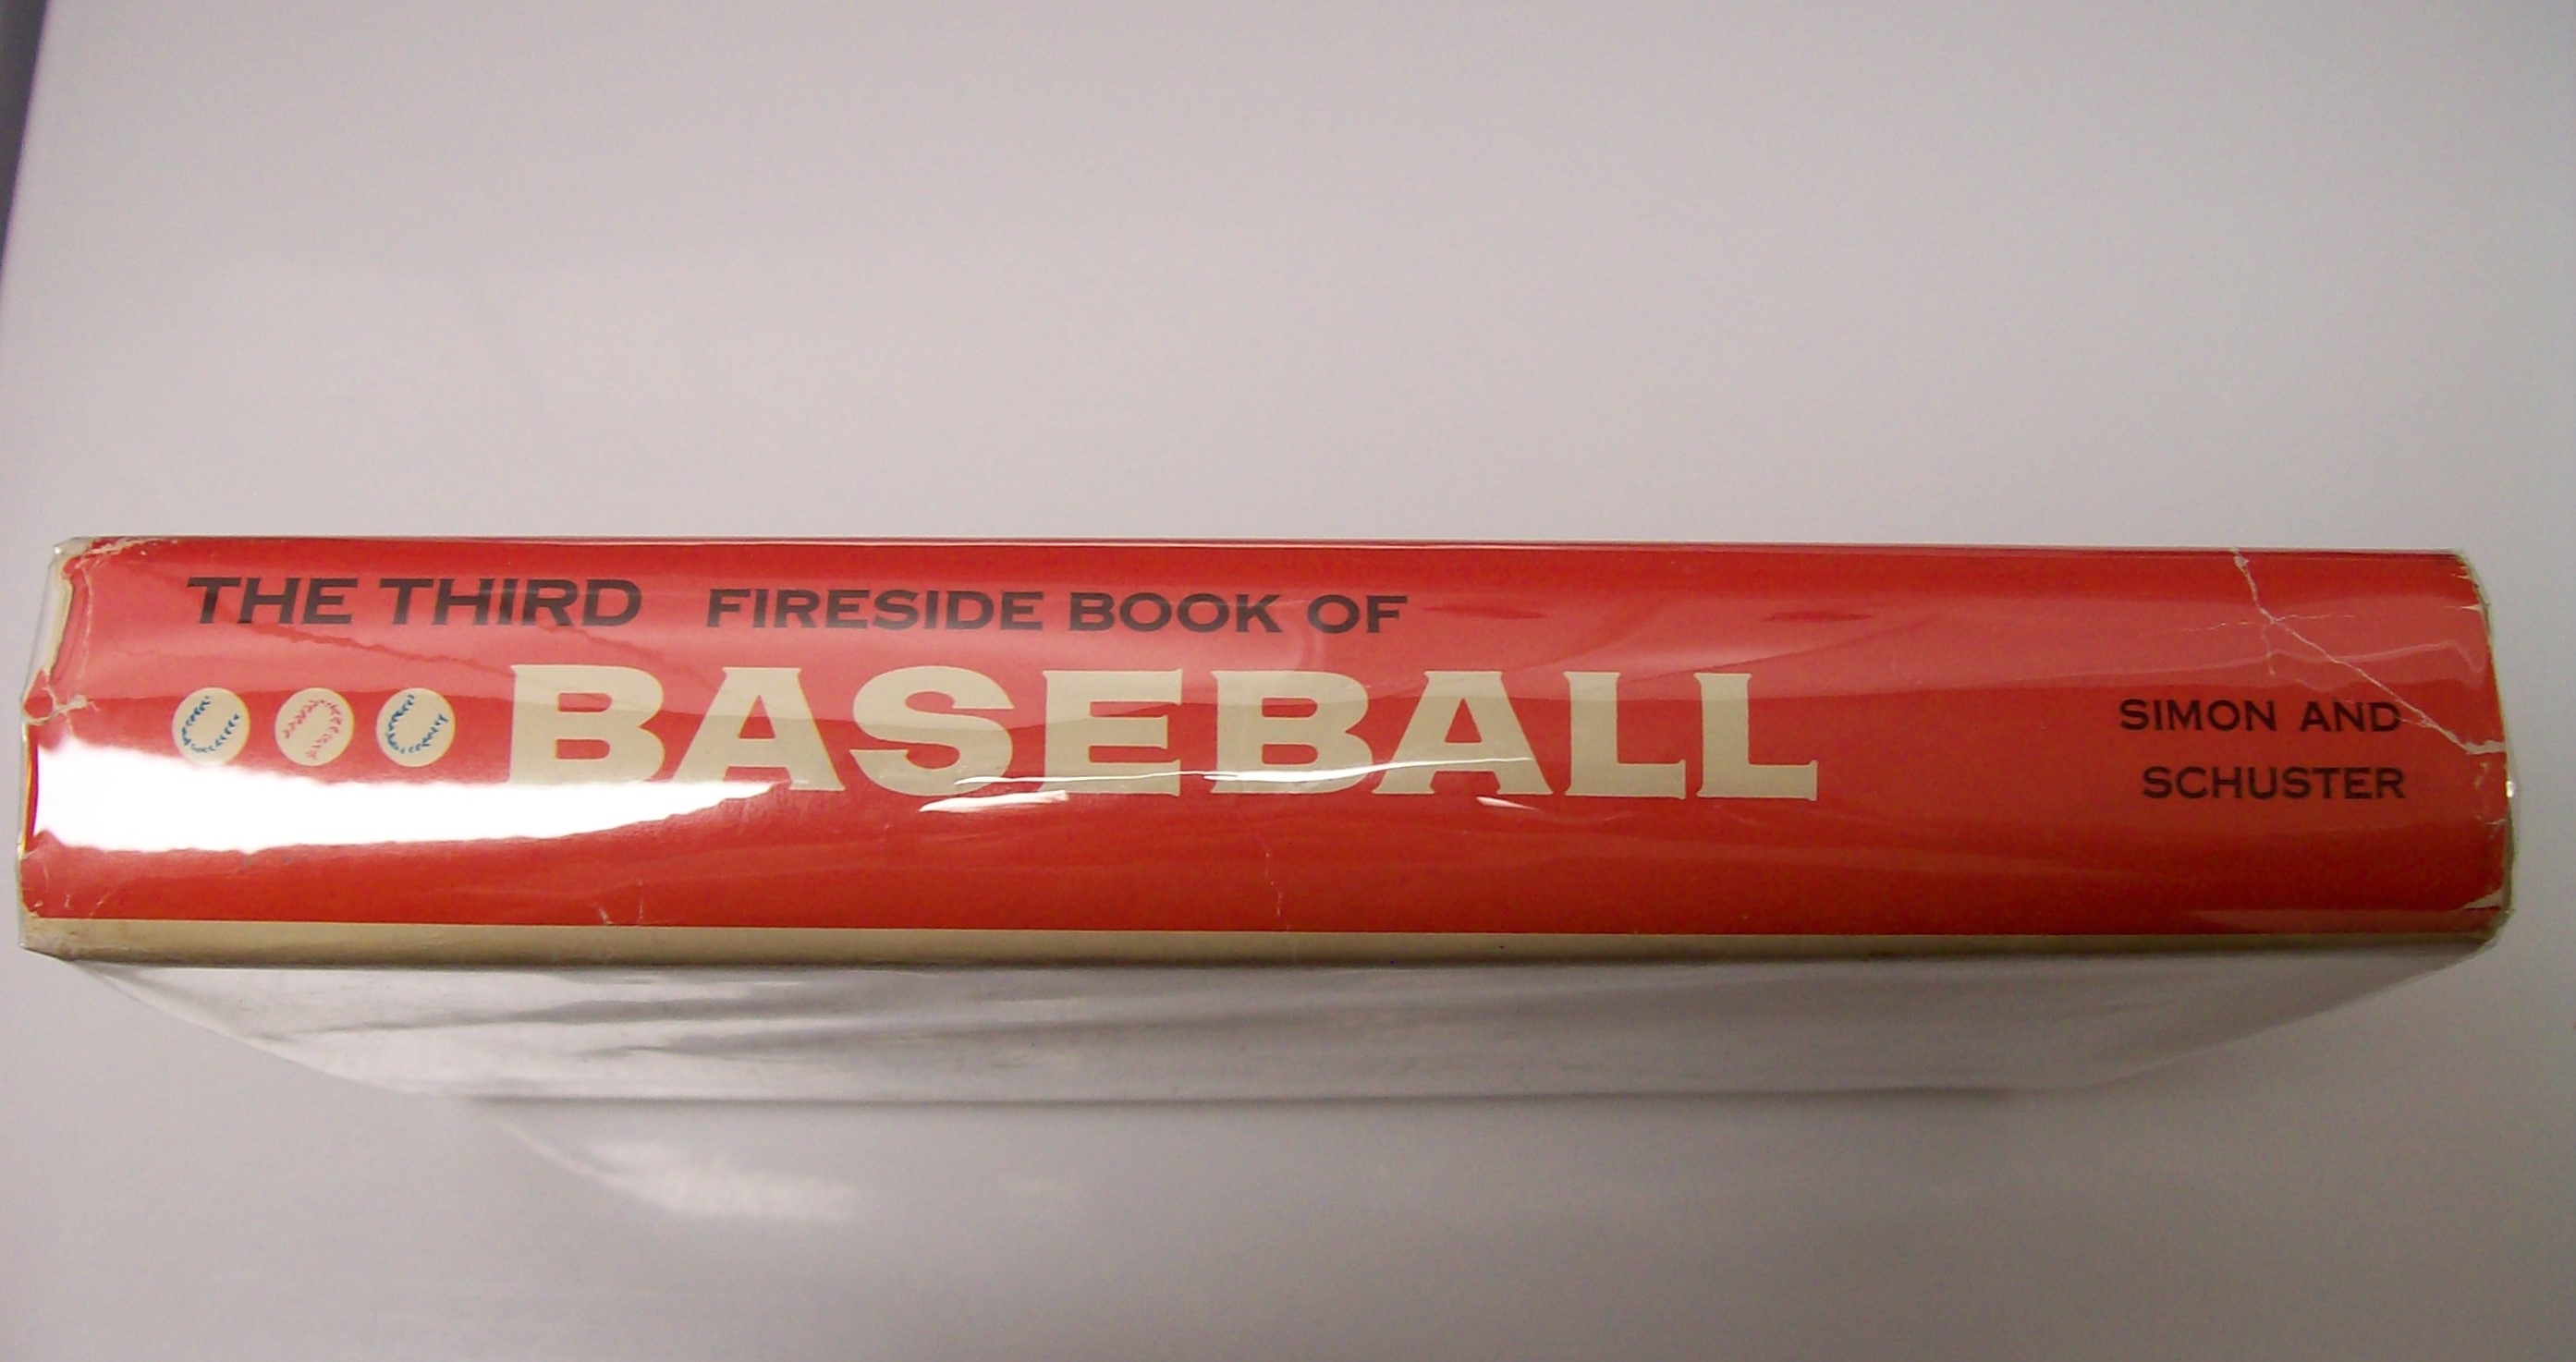 THE THIRD FIRESIDE BOOK OF
BASEBALL
SIMON AND
SCHUSTER